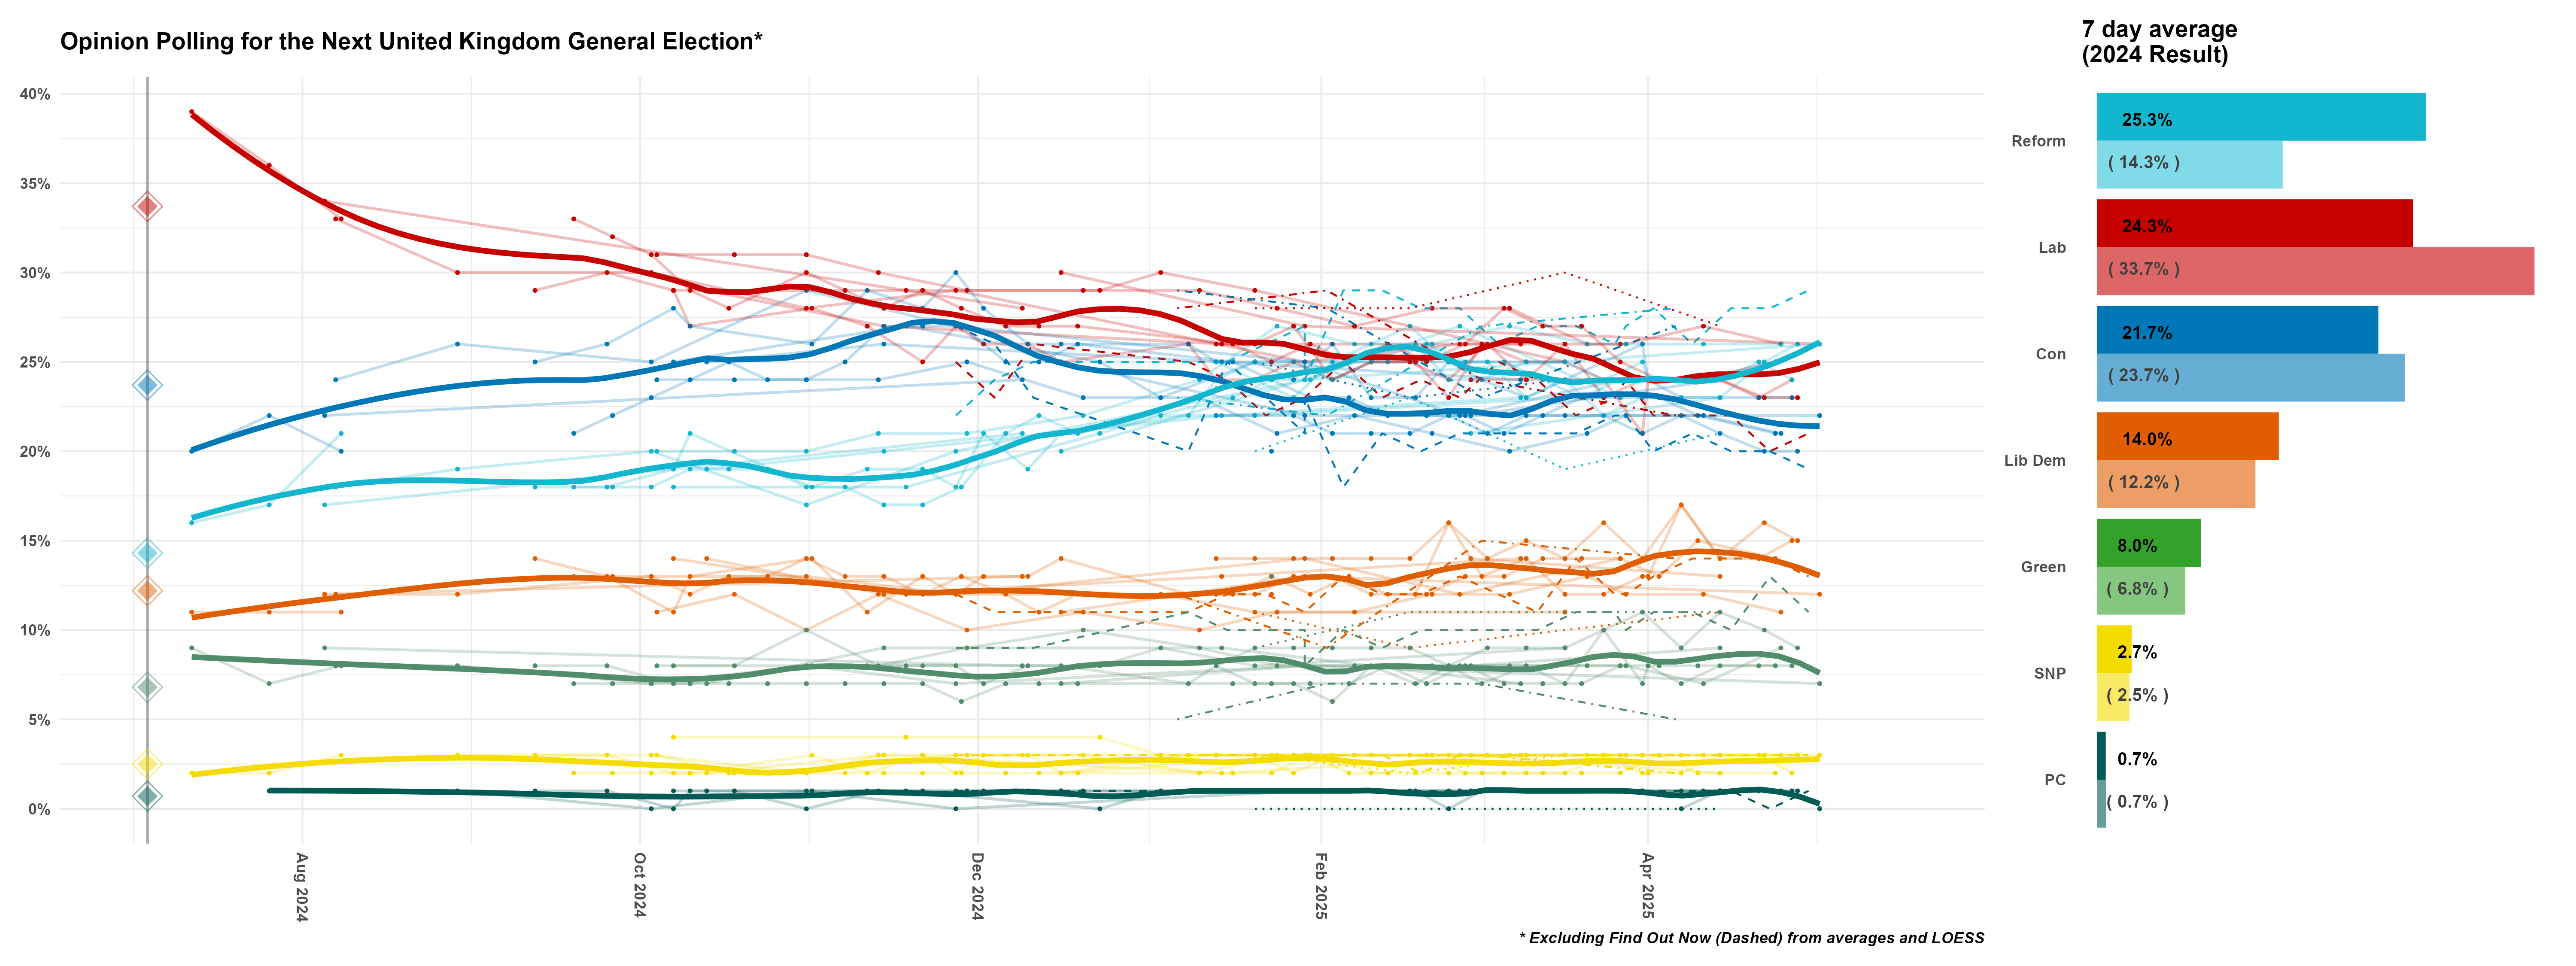 Opinion Polling for the Next United Kingdom General Election*
7 day average
(2024 Result)
40%
35%
30%
25%
20%
15%
10%
5%
0%
Aug 2024
Oct 2024
Dec 2024
Feb 2025
Apr 2025
* Excluding Find Out Now (Dashed) from averages and LOESS
Reform
25.3%
( 14.3% )
Lab
24.3%
( 33.7% )
Con
21.7%
( 23.7% )
Lib Dem
14.0%
( 12.2% )
Green
8.0%
( 6.8% )
SNP
2.7%
( 2.5% )
PC
0.7%
( 0.7% )